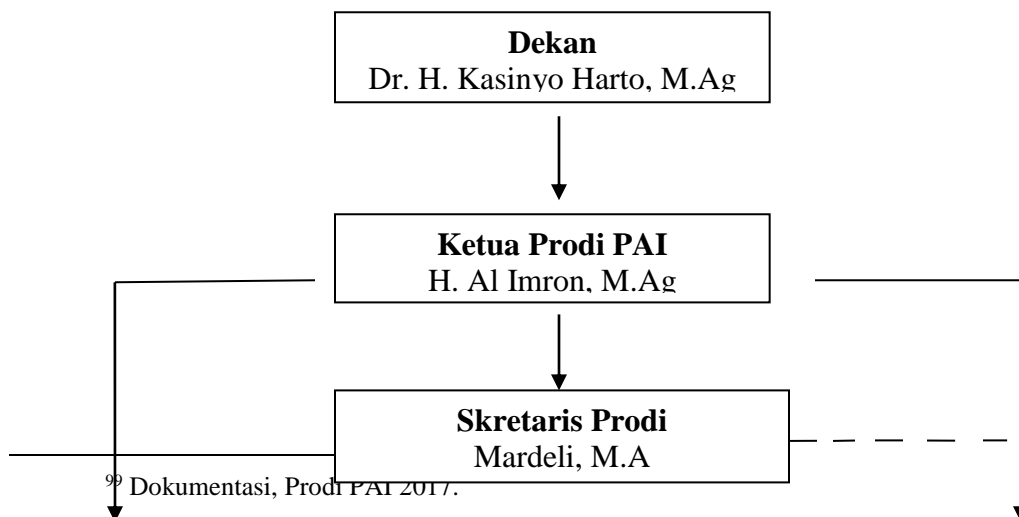 Dekan
Dr. H. Kasinyo Harto, M.Ag
Ketua Prodi PAI
H. Al Imron, M.Ag
Skretaris Prodi
Mardeli, M.A
99 Dokumentasi, Prodi PAI 2017.